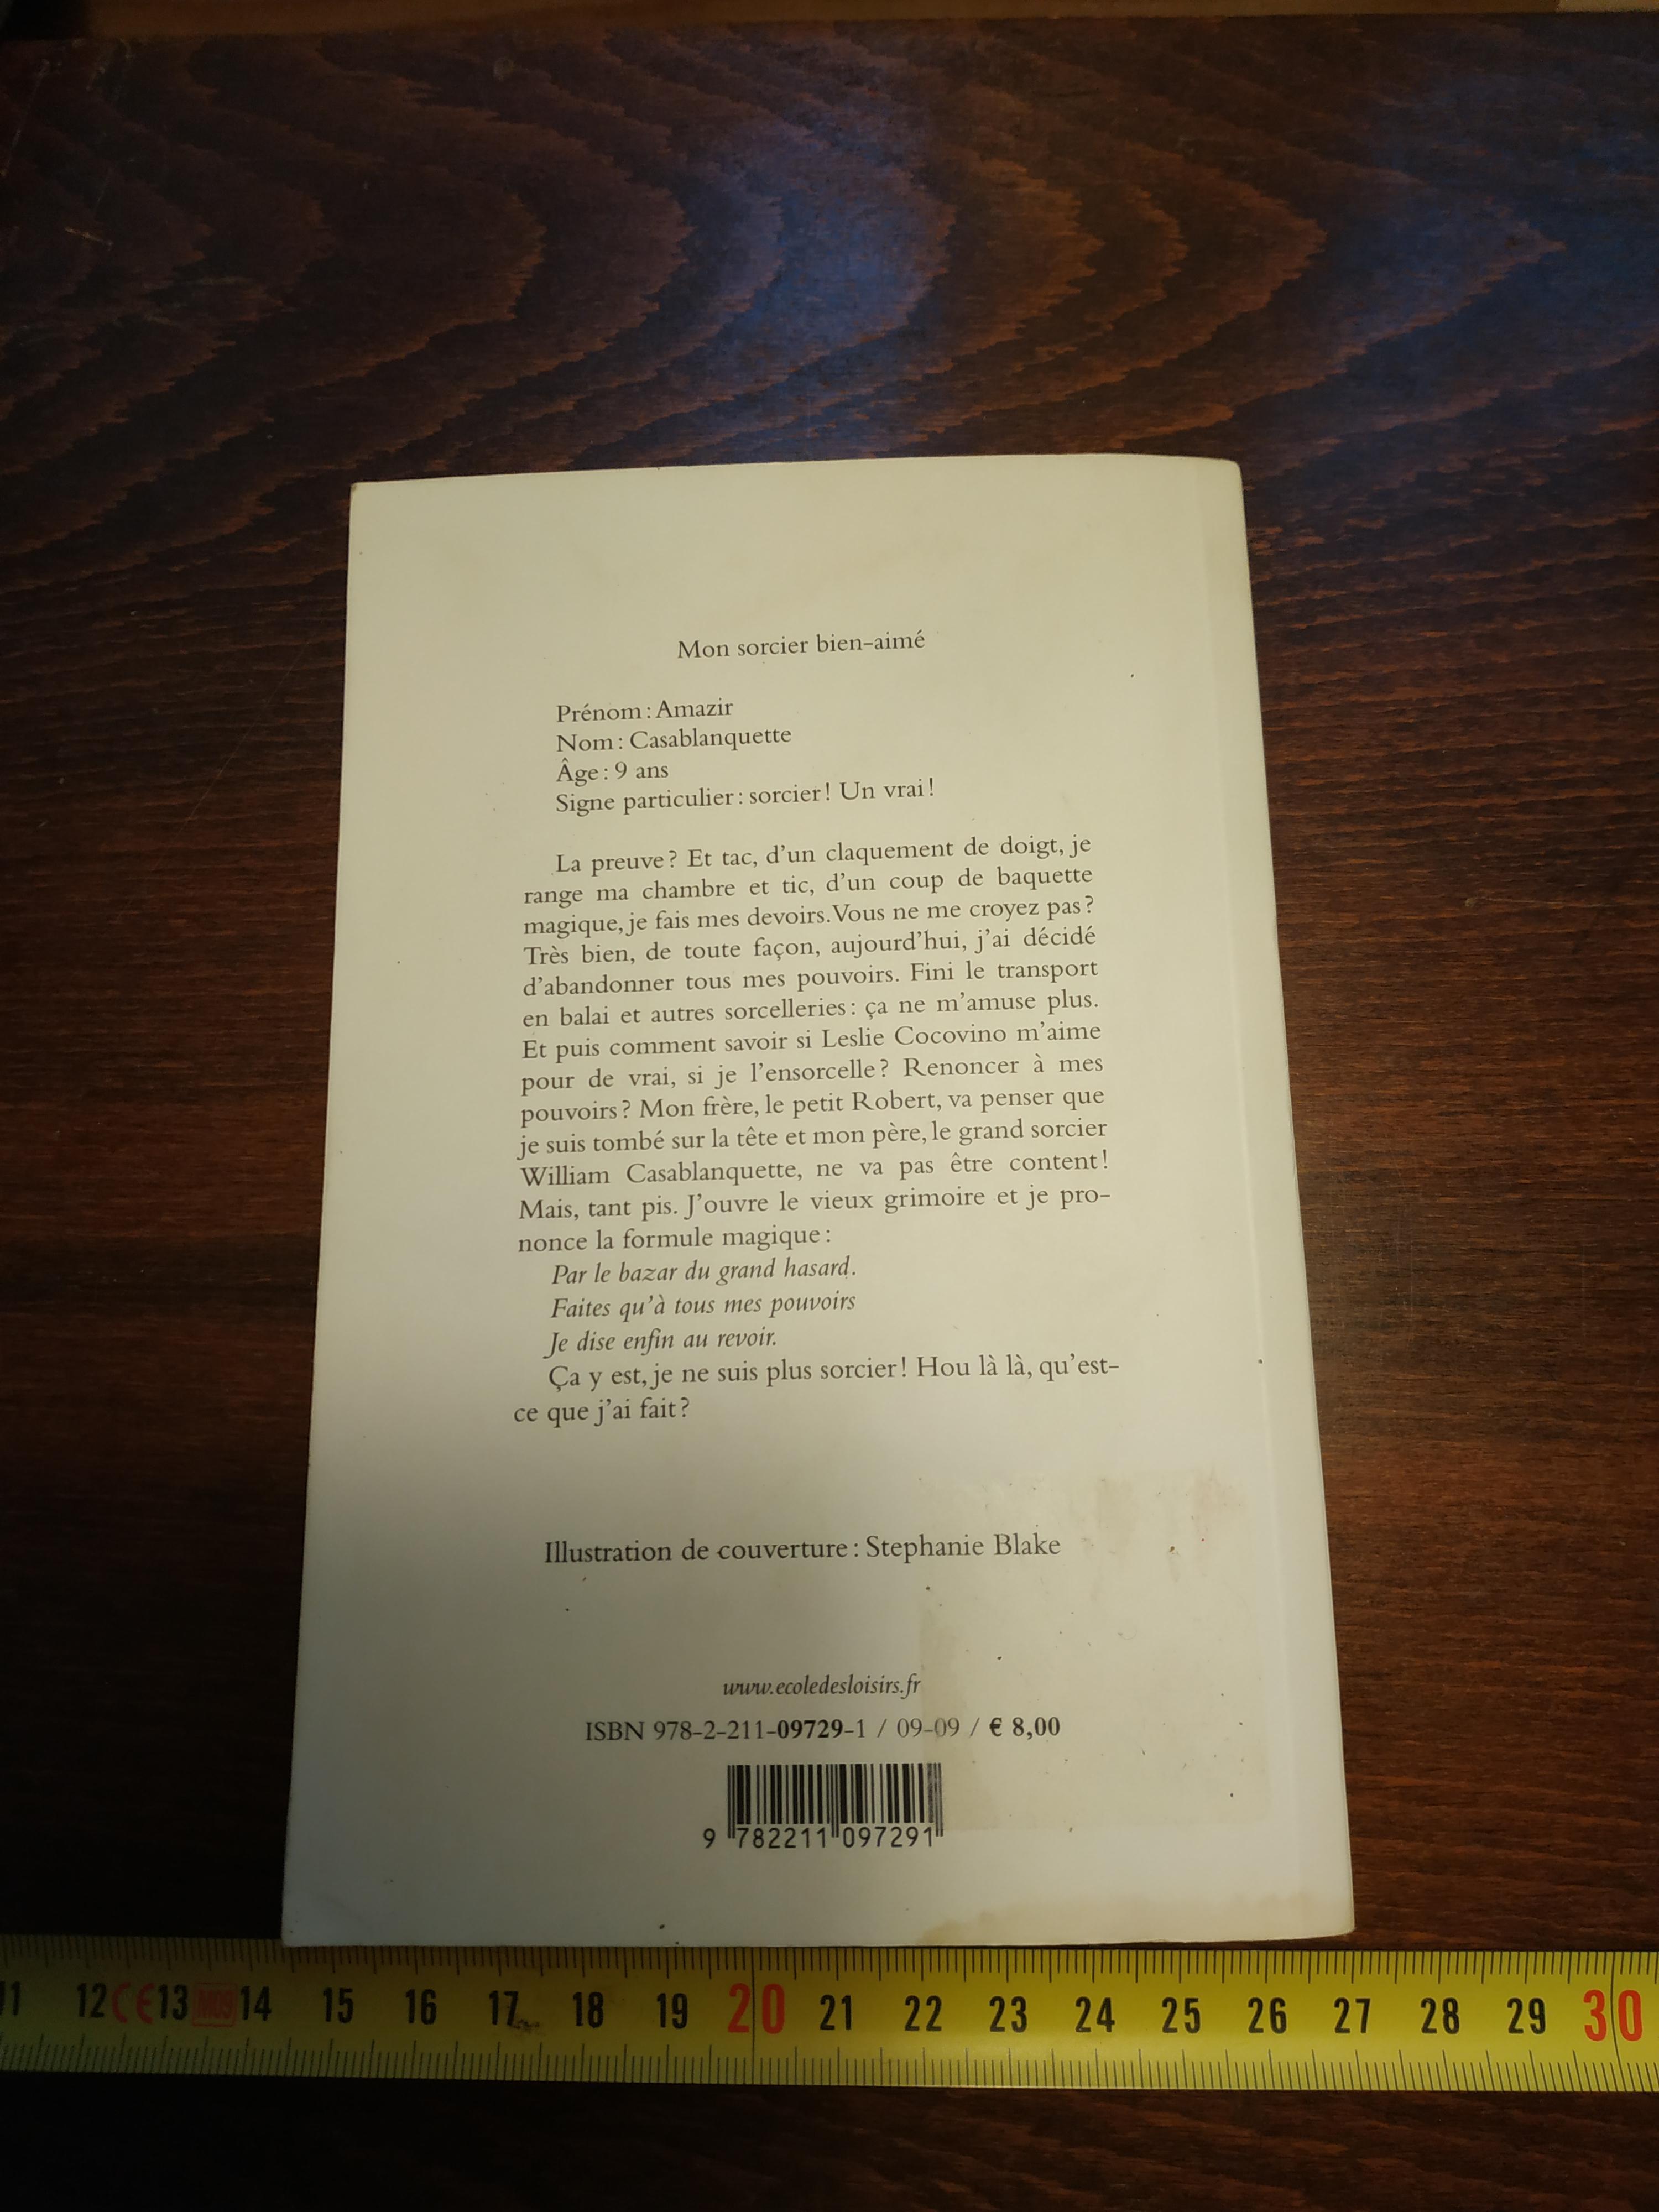 Mon sorcier bien-aimé
Prénom : Amazir
Nom : Casablanquette
Âge : 9 ans
Signe particulier : sorcier ! Un vrai !
La preuve ? Et tac, d'un claquement de doigt, je
range ma chambre et tic, d'un coup de baquette
magique, je fais mes devoirs. Vous ne me croyez pas ?
Très bien, de toute façon, aujourd'hui, j'ai décidé
d'abandonner tous mes pouvoirs. Fini le transport
en balai et autres sorcelleries : ça ne m'amuse plus.
Et puis comment savoir si Leslie Cocovino m'aime
pour de vrai, si je l'ensorcelle ? Renoncer à mes
pouvoirs ? Mon frère, le petit Robert, va penser que
je suis tombé sur la tête et mon père, le grand sorcier
William Casablanquette, ne va pas être content !
Mais, tant pis. J'ouvre le vieux grimoire et je pro-
nonce la formule magique :
Par le bazar du grand hasard.
Faites qu'à tous mes pouvoirs
Je dise enfin au revoir.
Ça y est, je ne suis plus sorcier ! Hou là là, qu'est-
ce que j'ai fait ?
Illustration de couverture : Stephanie Blake
www.ecoledesloisirs.fr
ISBN 978-2-211-09729-1 / 09-09 / € 8,00
9 782211 097291
11 12 CE 13 M09 14 15 16 17 18 19 20 21 22 23 24 25 26 27 28 29 30